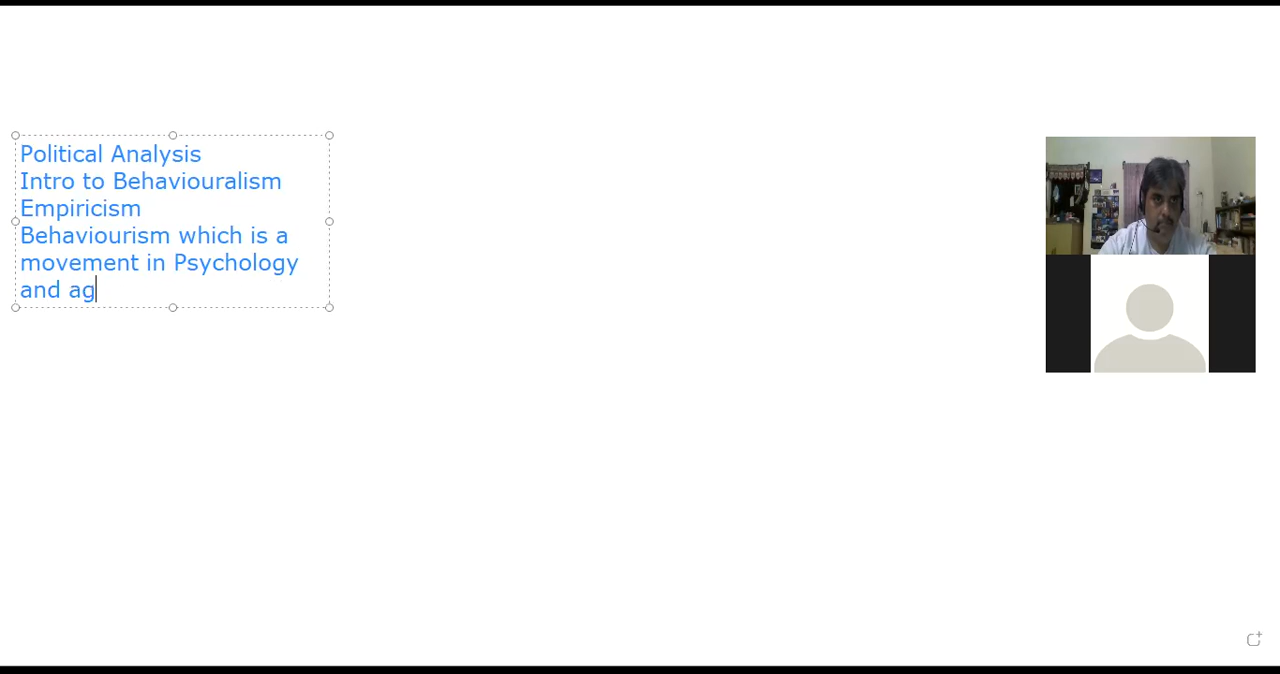 Political Analysis
Intro to Behaviouralism
Empiricism
Behaviourism which is a
movement in Psychology
and ag